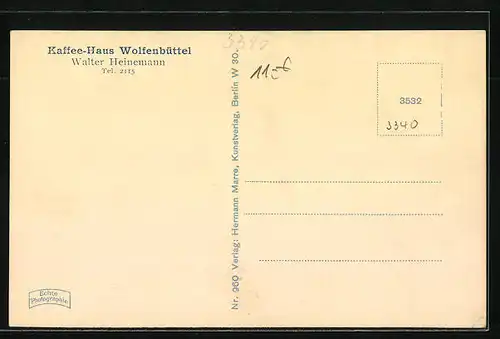 Kaffee-Haus Wolfenbüttel
Walter Heinemann
Tel. 2115
3340
3532
3340
Nr. 960 Verlag: Hermann Marre, Kunstverlag, Berlin W 30.
Echte
Photographie